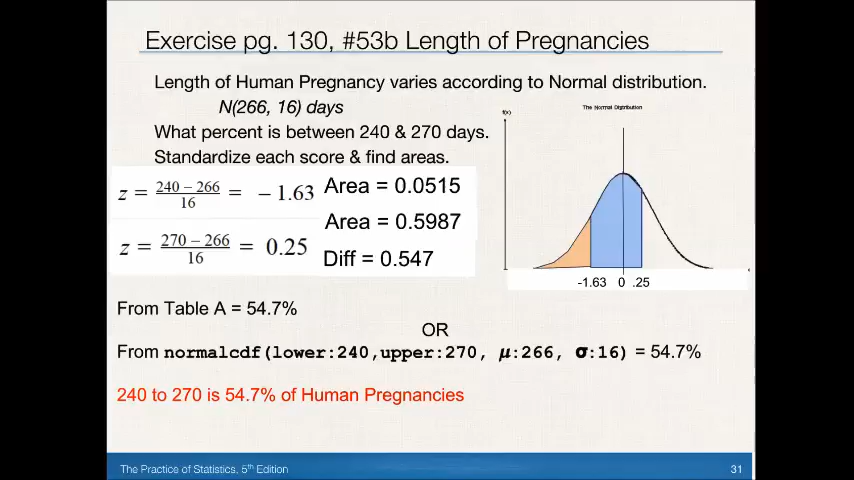 Exercise pg. 130, #53b Length of Pregnancies
Length of Human Pregnancy varies according to Normal distribution.
N(266, 16) days
What percent is between 240 & 270 days.
Standardize each score & find areas.
z = 240 − 266 / 16 = − 1.63 Area = 0.0515
Area = 0.5987
z = 270 − 266 / 16 = 0.25
Diff = 0.547
The Normal Distribution
f(x)
-1.63 0 .25
From Table A = 54.7%
OR
From normalcdf(lower:240,upper:270, μ:266, σ:16) = 54.7%
240 to 270 is 54.7% of Human Pregnancies
The Practice of Statistics, 5th Edition
31